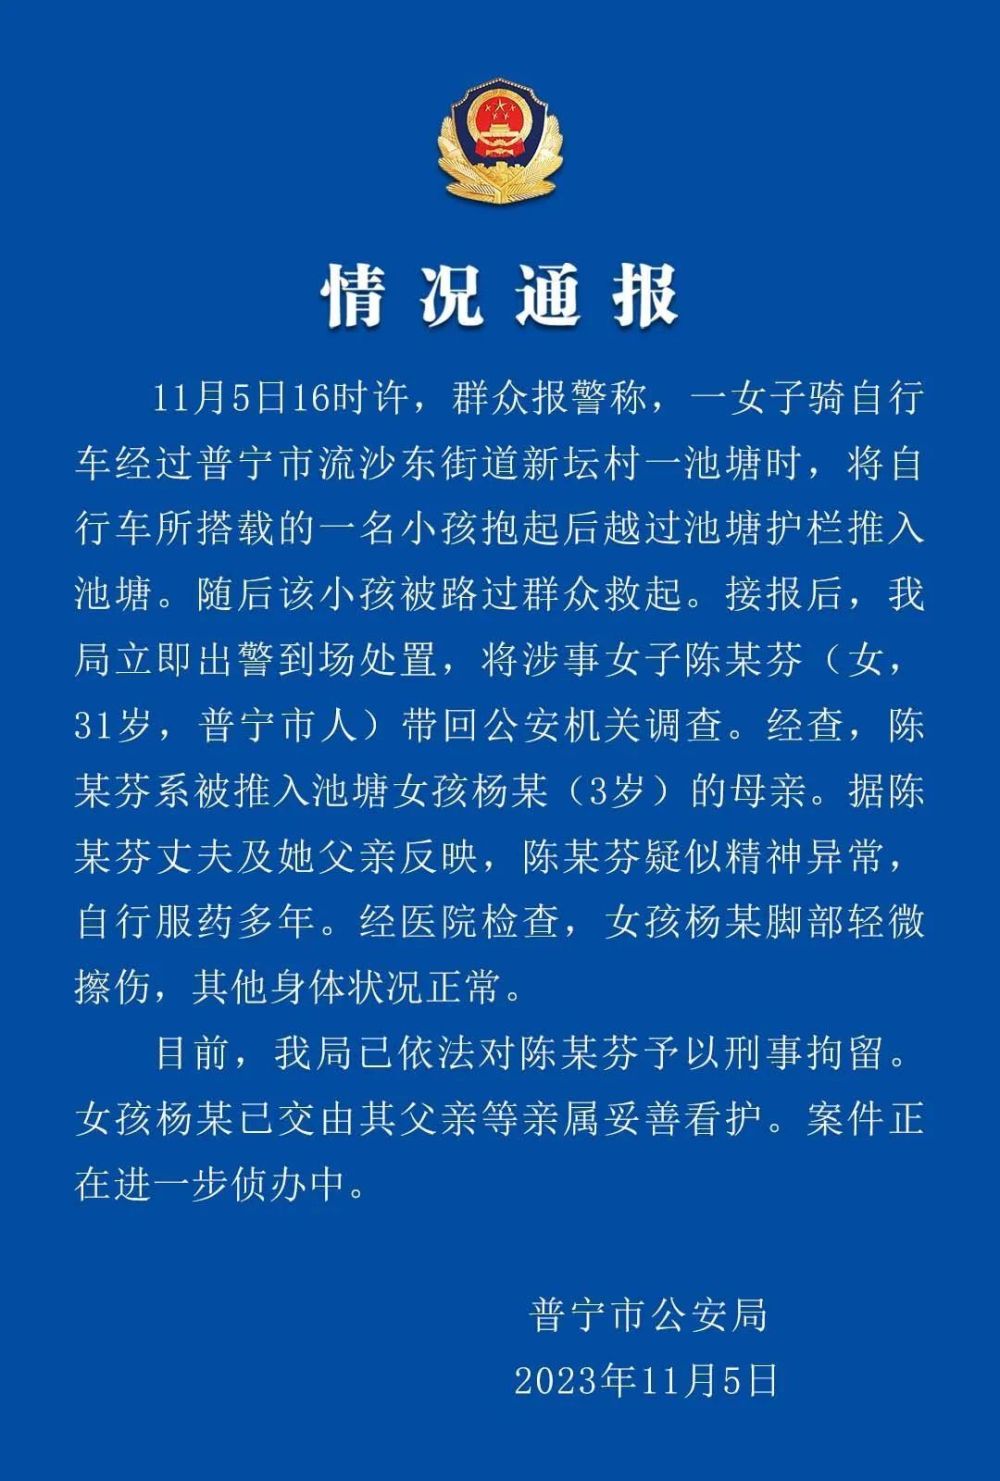 情况通报
11月5日16时许，群众报警称，一女子骑自行
车经过普宁市流沙东街道新坛村一池塘时，将自
行车所搭载的一名小孩抱起后越过池塘护栏推入
池塘。随后该小孩被路过群众救起。接报后，我
局立即出警到场处置，将涉事女子陈某芬（女，
31岁，普宁市人）带回公安机关调查。经查，陈
某芬系被推入池塘女孩杨某（3岁）的母亲。据陈
某芬丈夫及她父亲反映，陈某芬疑似精神异常，
自行服药多年。经医院检查，女孩杨某脚部轻微
擦伤，其他身体状况正常。
目前，我局已依法对陈某芬予以刑事拘留。
女孩杨某已交由其父亲等亲属妥善看护。案件正
在进一步侦办中。
普宁市公安局
2023年11月5日